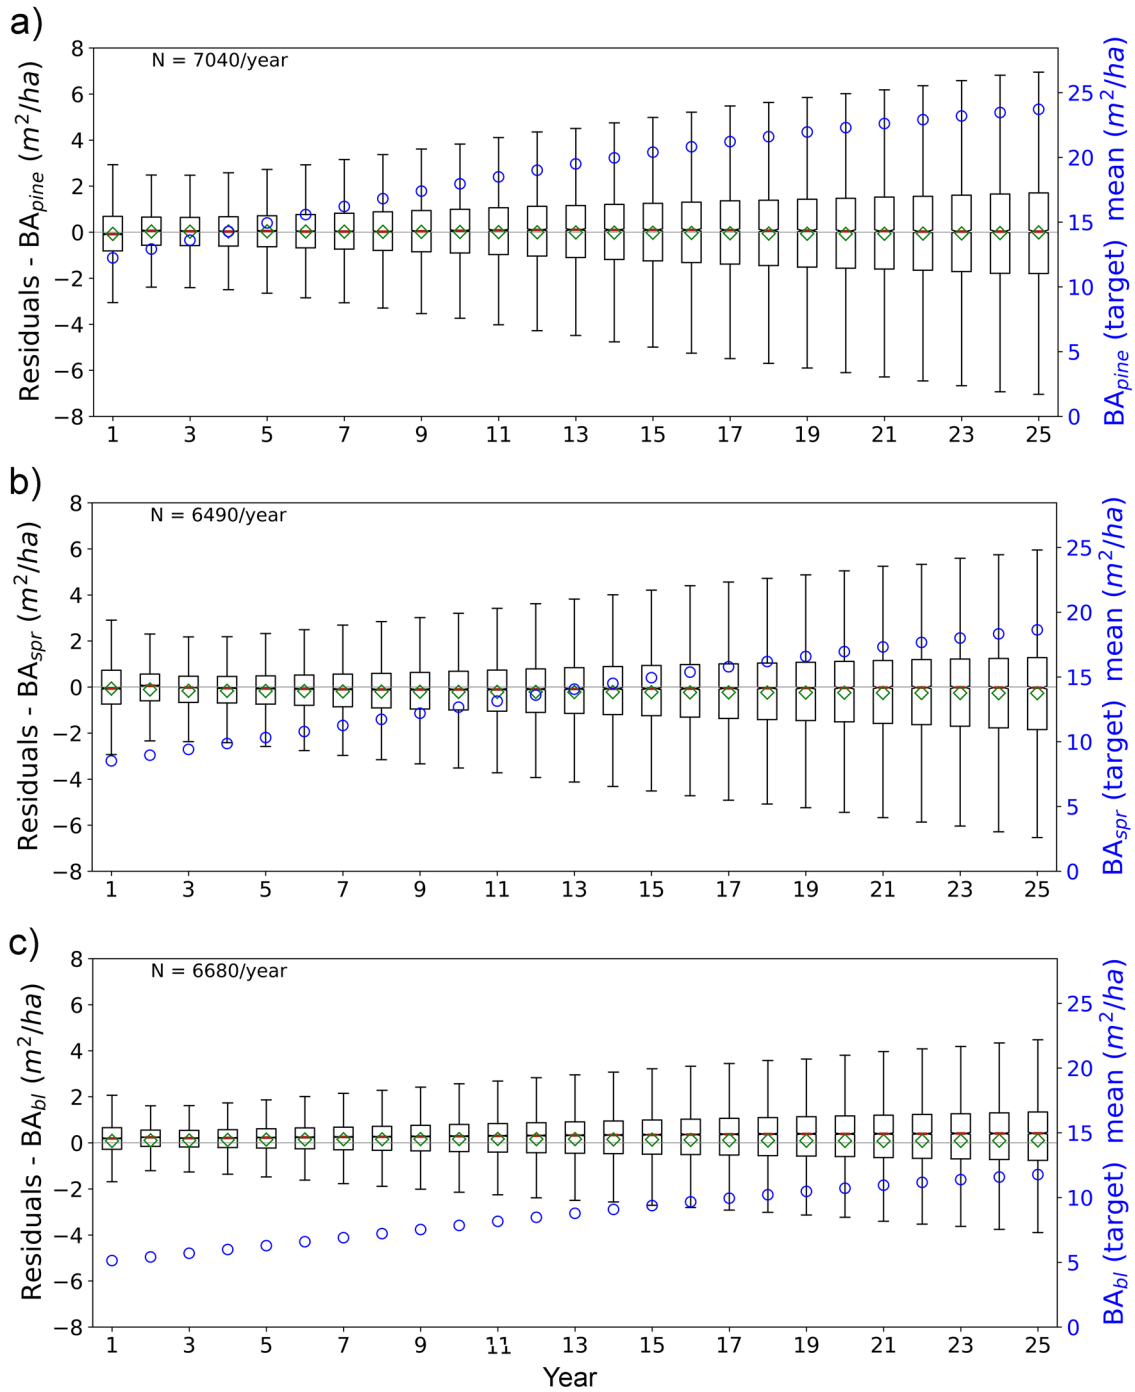 a)
N = 7040/year
Residuals - BA_pine (m²/ha)
8
6
4
2
0
−2
−4
−6
−8
25
20
15
10
5
0
BA_pine (target) mean (m²/ha)
1 3 5 7 9 11 13 15 17 19 21 23 25
b)
N = 6490/year
Residuals - BA_spr (m²/ha)
8
6
4
2
0
−2
−4
−6
−8
25
20
15
10
5
0
BA_spr (target) mean (m²/ha)
1 3 5 7 9 11 13 15 17 19 21 23 25
c)
N = 6680/year
Residuals - BA_bl (m²/ha)
8
6
4
2
0
−2
−4
−6
−8
25
20
15
10
5
0
BA_bl (target) mean (m²/ha)
1 3 5 7 9 11 13 15 17 19 21 23 25
Year